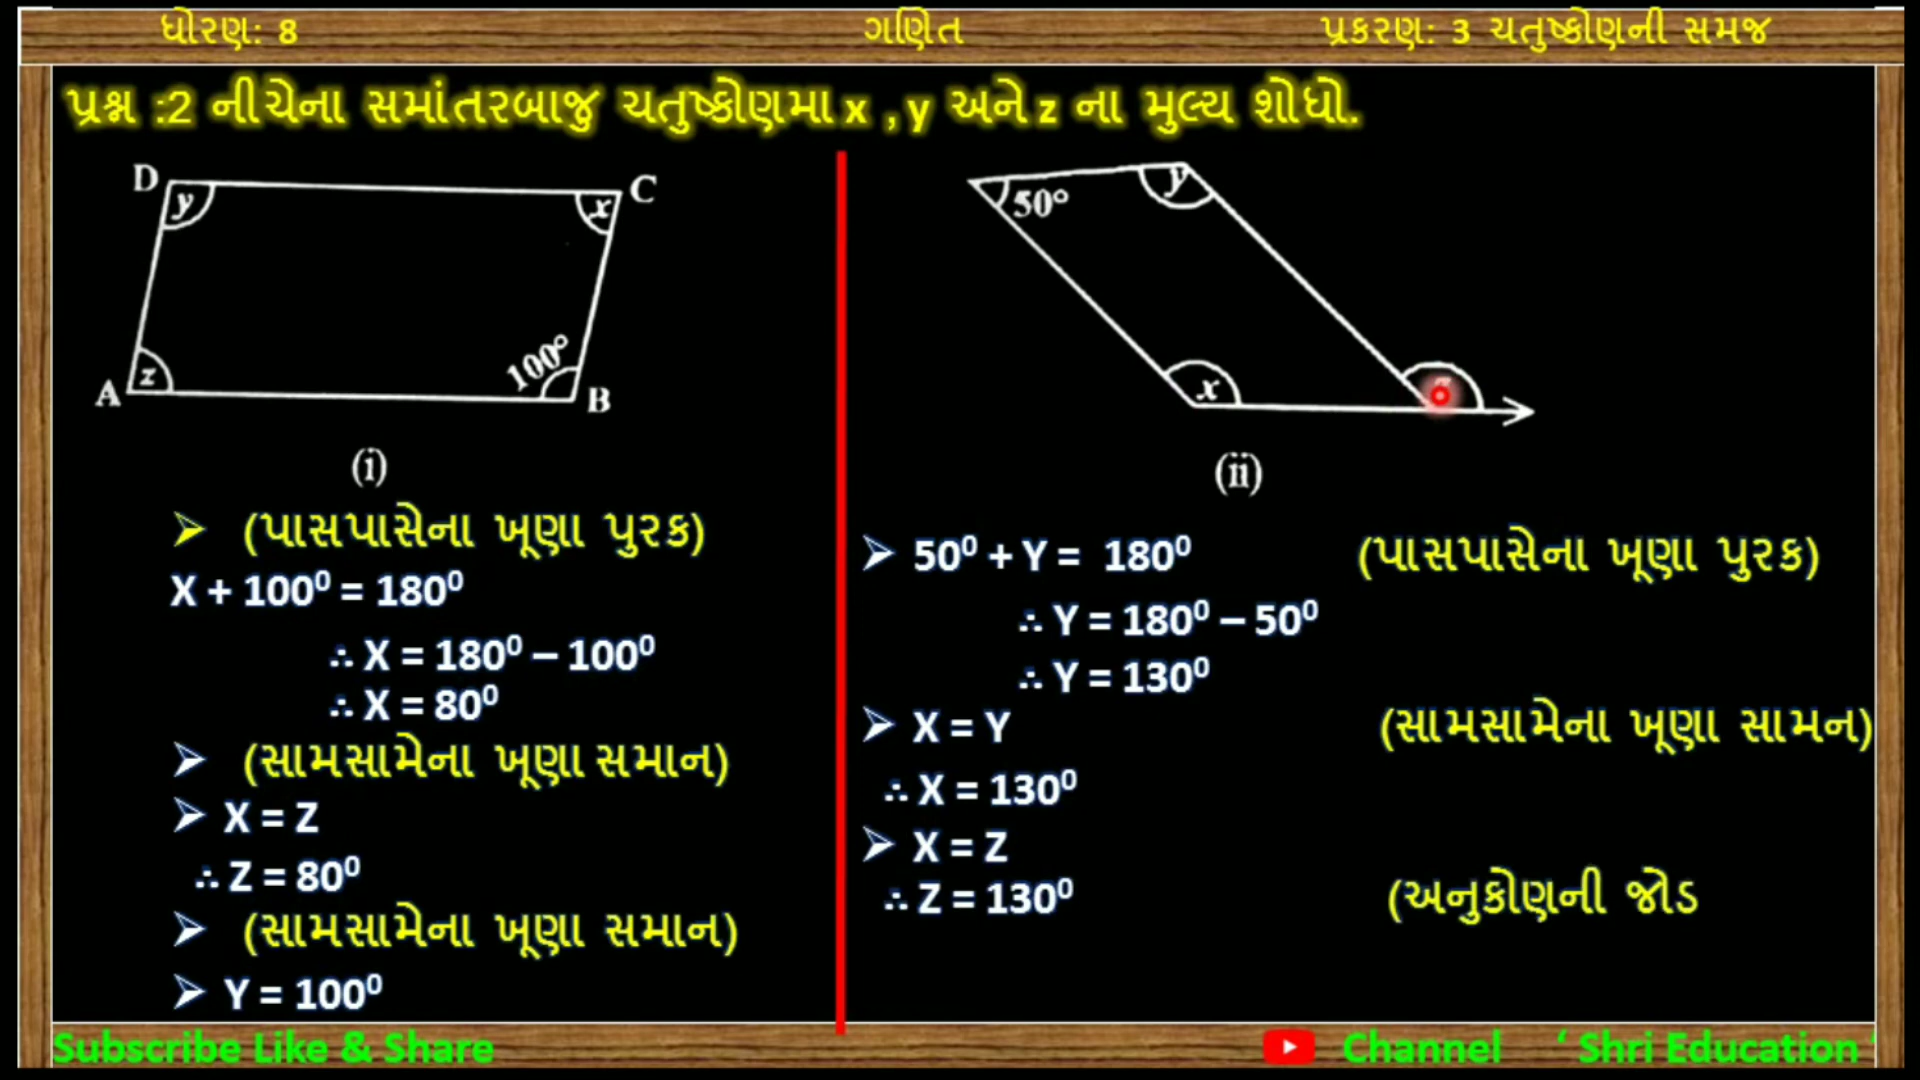 ધોરણ: 8 ગણિત પ્રકરણ: 3 ચતુષ્કોણની સમજ
પ્રશ્ન :2 નીચેના સમાંતરબાજુ ચતુષ્કોણમા x , y અને z ના મુલ્ય શોધો.
D y x C
A z 100° B
(i)
50° y
x
(ii)
(પાસપાસેના ખૂણા પુરક)
X + 100⁰ = 180⁰
∴ X = 180⁰ – 100⁰
∴ X = 80⁰
(સામસામેના ખૂણા સમાન)
X = Z
∴ Z = 80⁰
(સામસામેના ખૂણા સમાન)
Y = 100⁰
50⁰ + Y = 180⁰ (પાસપાસેના ખૂણા પુરક)
∴ Y = 180⁰ – 50⁰
∴ Y = 130⁰
X = Y (સામસામેના ખૂણા સામન)
∴ X = 130⁰
X = Z
∴ Z = 130⁰ (અનુકોણની જોડ
Subscribe Like & Share Channel ‘ Shri Education ‘